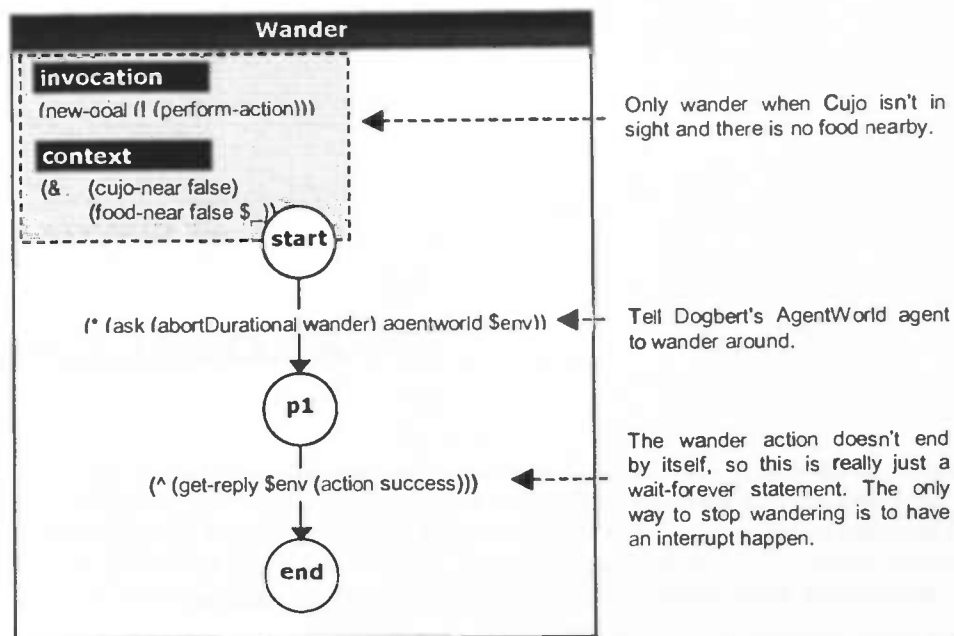 Wander
invocation
(new-goal (! (perform-action)))
context
(& (cujo-near false)
(food-near false $_))
start
(* (ask (abortDurational wander) agentworld $env))
p1
(^ (get-reply $env (action success)))
end
Only wander when Cujo isn't in
sight and there is no food nearby.
Tell Dogbert's AgentWorld agent
to wander around.
The wander action doesn't end
by itself, so this is really just a
wait-forever statement. The only
way to stop wandering is to have
an interrupt happen.